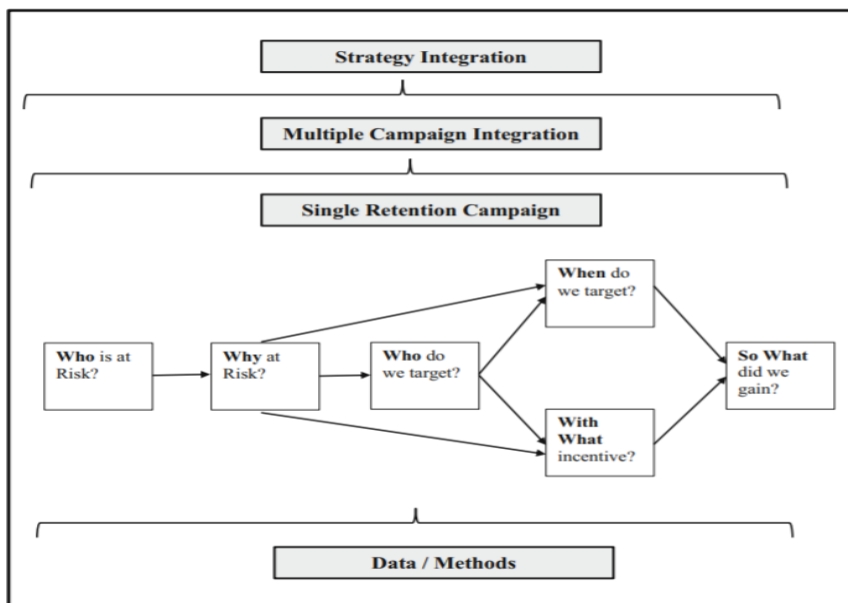 Strategy Integration
Multiple Campaign Integration
Single Retention Campaign
When do
we target?
Who is at
Risk?
Why at
Risk?
Who do
we target?
So What
did we
gain?
With
What
incentive?
Data / Methods